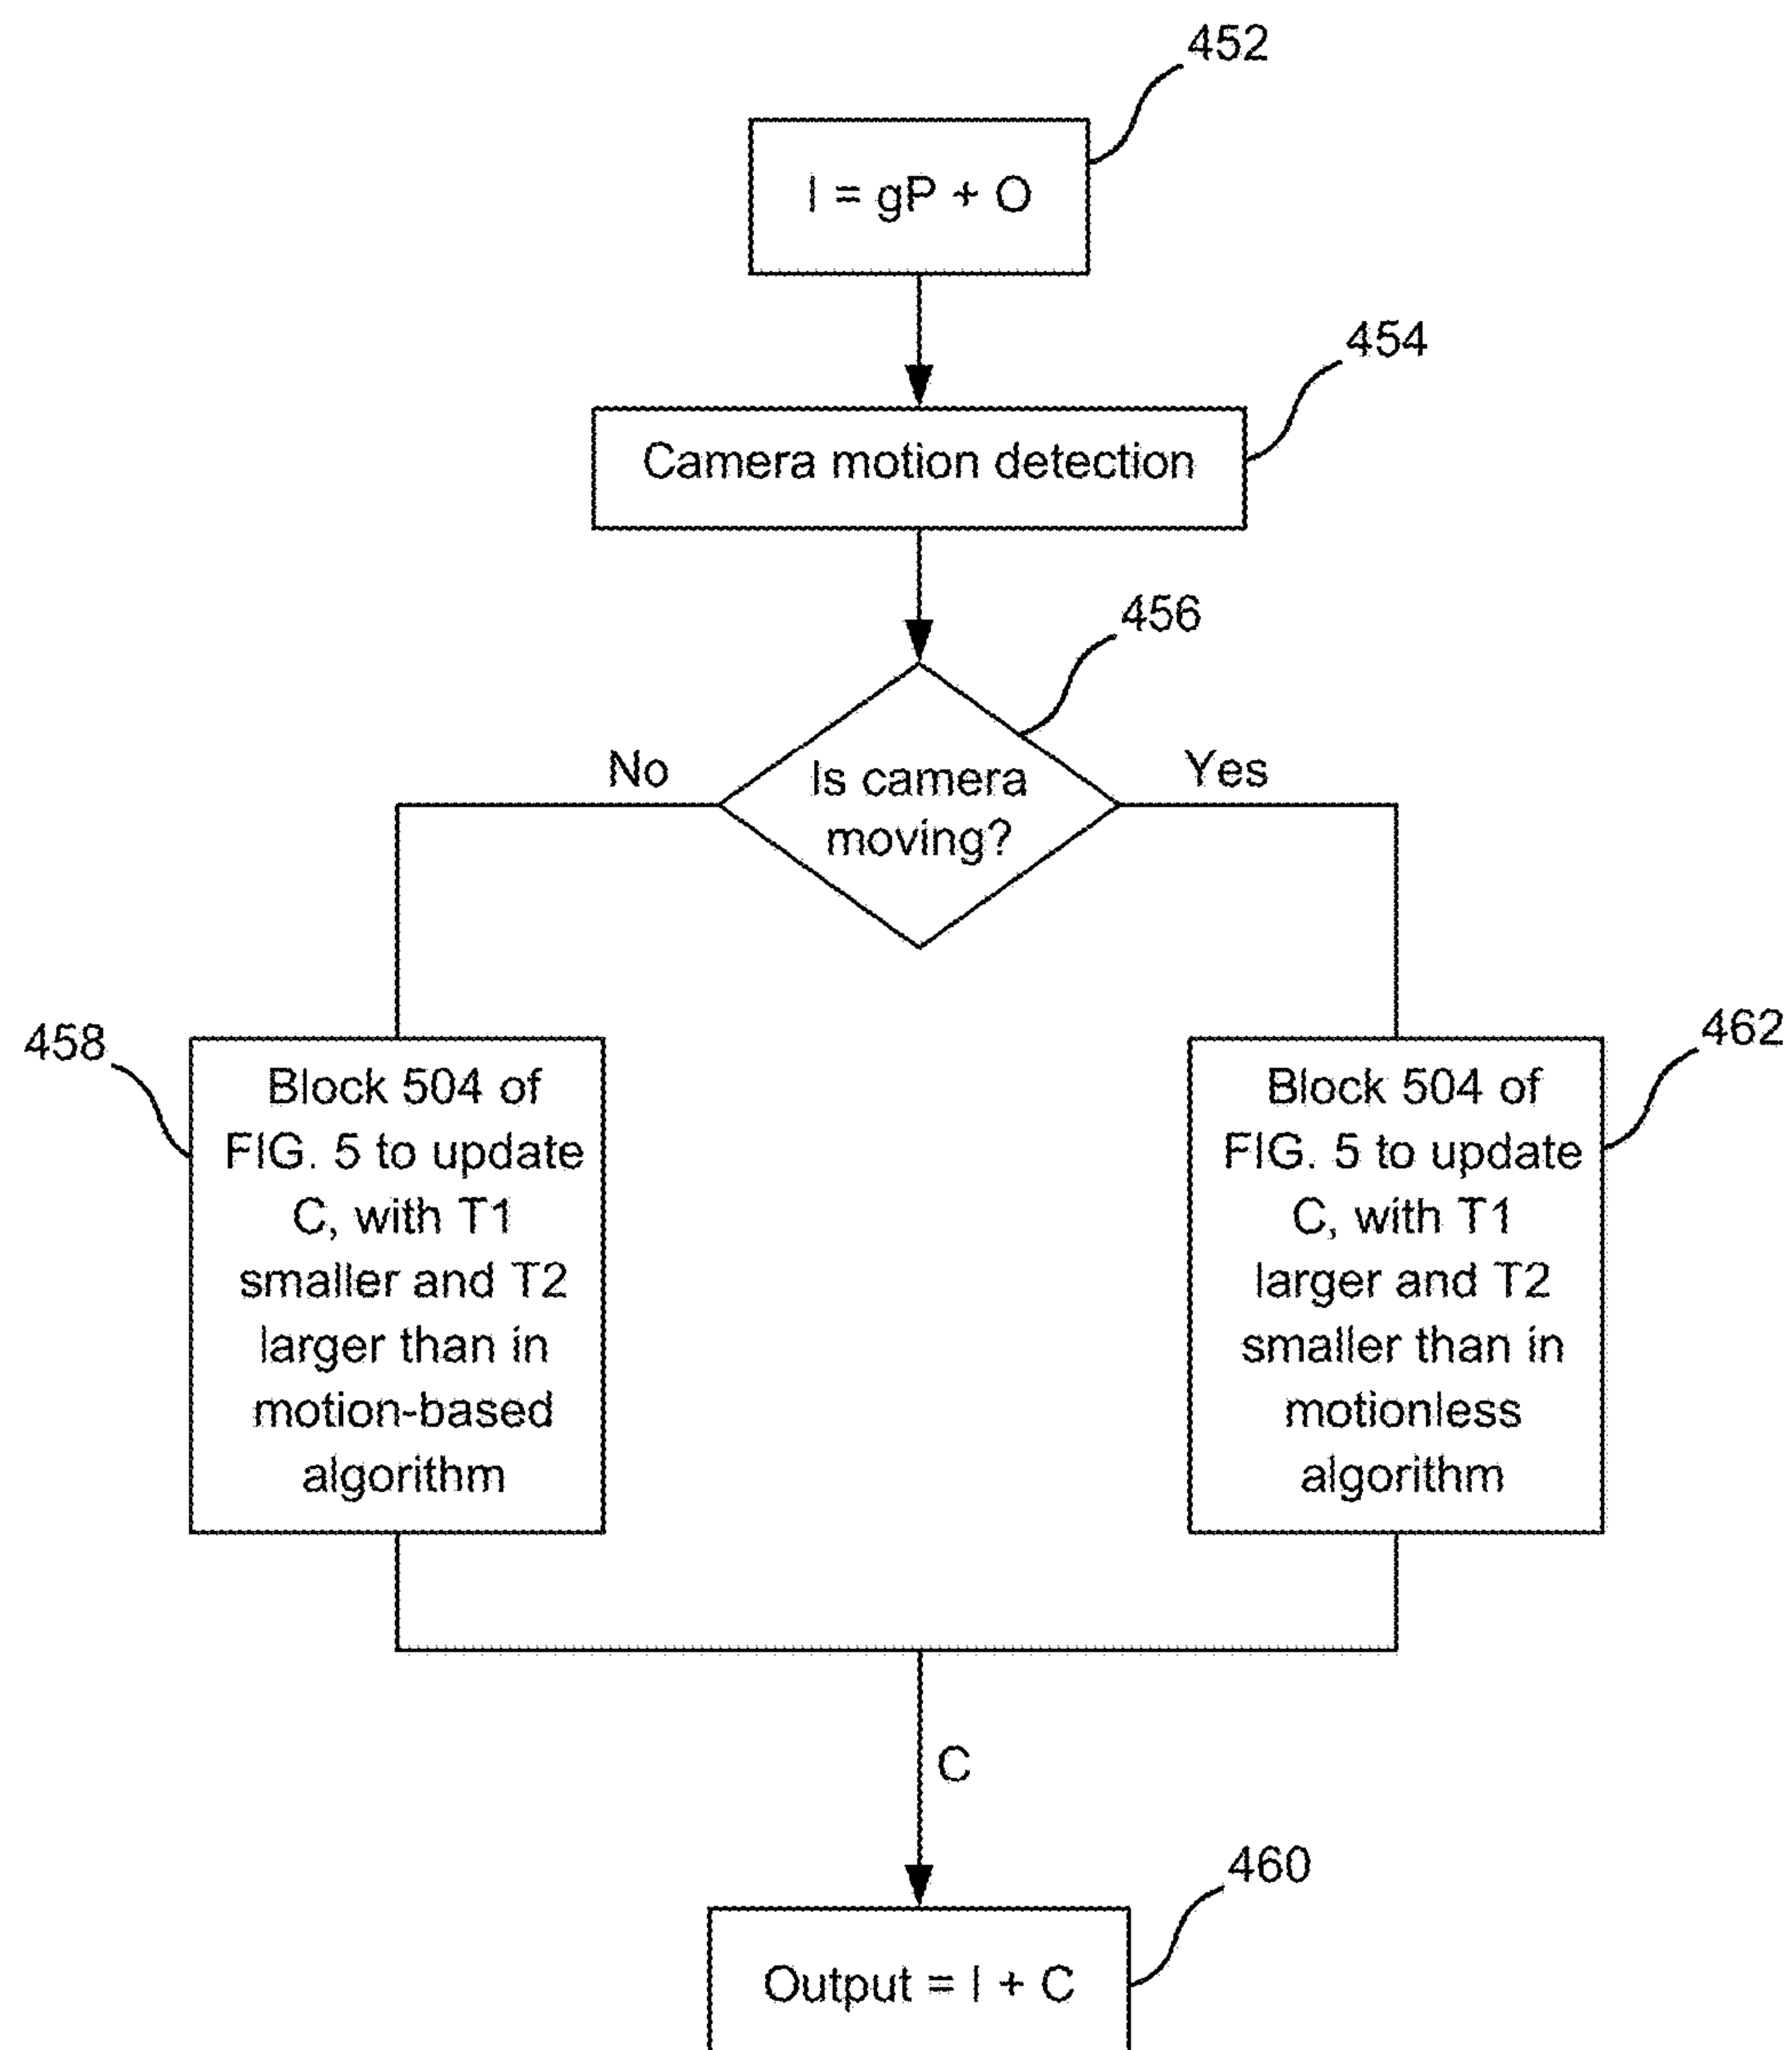 452
I = gP + O
454
Camera motion detection
456
No
Yes
Is camera
moving?
458
462
Block 504 of
FIG. 5 to update
C, with T1
smaller and T2
larger than in
motion-based
algorithm
Block 504 of
FIG. 5 to update
C, with T1
larger and T2
smaller than in
motionless
algorithm
C
460
Output = I + C